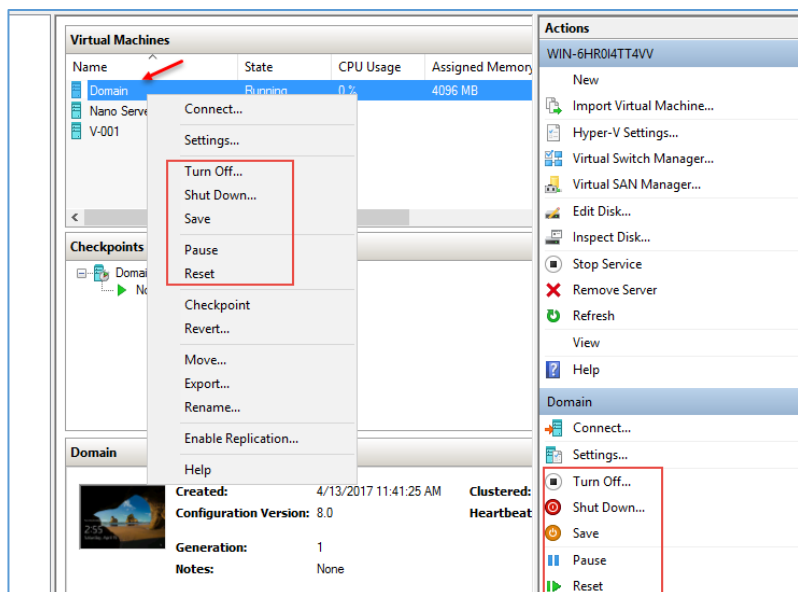 Virtual Machines
Name State CPU Usage Assigned Memory
Domain Running 0 % 4096 MB
Nano Serve
V-001
Connect...
Settings...
Turn Off...
Shut Down...
Save
Pause
Reset
Checkpoint
Revert...
Move...
Export...
Rename...
Enable Replication...
Help
Checkpoints
Domai
No
Domain
2:55
Created: 4/13/2017 11:41:25 AM Clustered:
Configuration Version: 8.0 Heartbeat
Generation: 1
Notes: None
Actions
WIN-6HR0I4TT4VV
New
Import Virtual Machine...
Hyper-V Settings...
Virtual Switch Manager...
Virtual SAN Manager...
Edit Disk...
Inspect Disk...
Stop Service
Remove Server
Refresh
View
Help
Domain
Connect...
Settings...
Turn Off...
Shut Down...
Save
Pause
Reset